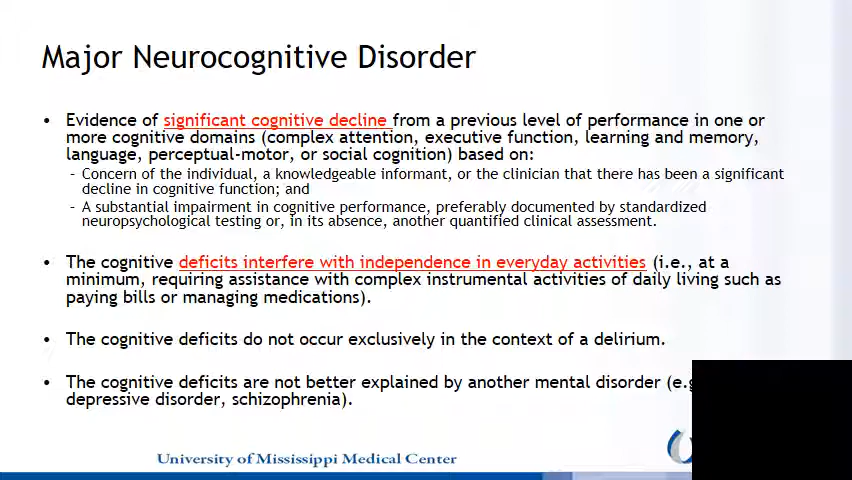 Major Neurocognitive Disorder
• Evidence of significant cognitive decline from a previous level of performance in one or
more cognitive domains (complex attention, executive function, learning and memory,
language, perceptual-motor, or social cognition) based on:
– Concern of the individual, a knowledgeable informant, or the clinician that there has been a significant
decline in cognitive function; and
– A substantial impairment in cognitive performance, preferably documented by standardized
neuropsychological testing or, in its absence, another quantified clinical assessment.
• The cognitive deficits interfere with independence in everyday activities (i.e., at a
minimum, requiring assistance with complex instrumental activities of daily living such as
paying bills or managing medications).
• The cognitive deficits do not occur exclusively in the context of a delirium.
• The cognitive deficits are not better explained by another mental disorder
depressive disorder, schizophrenia).
University of Mississippi Medical Center